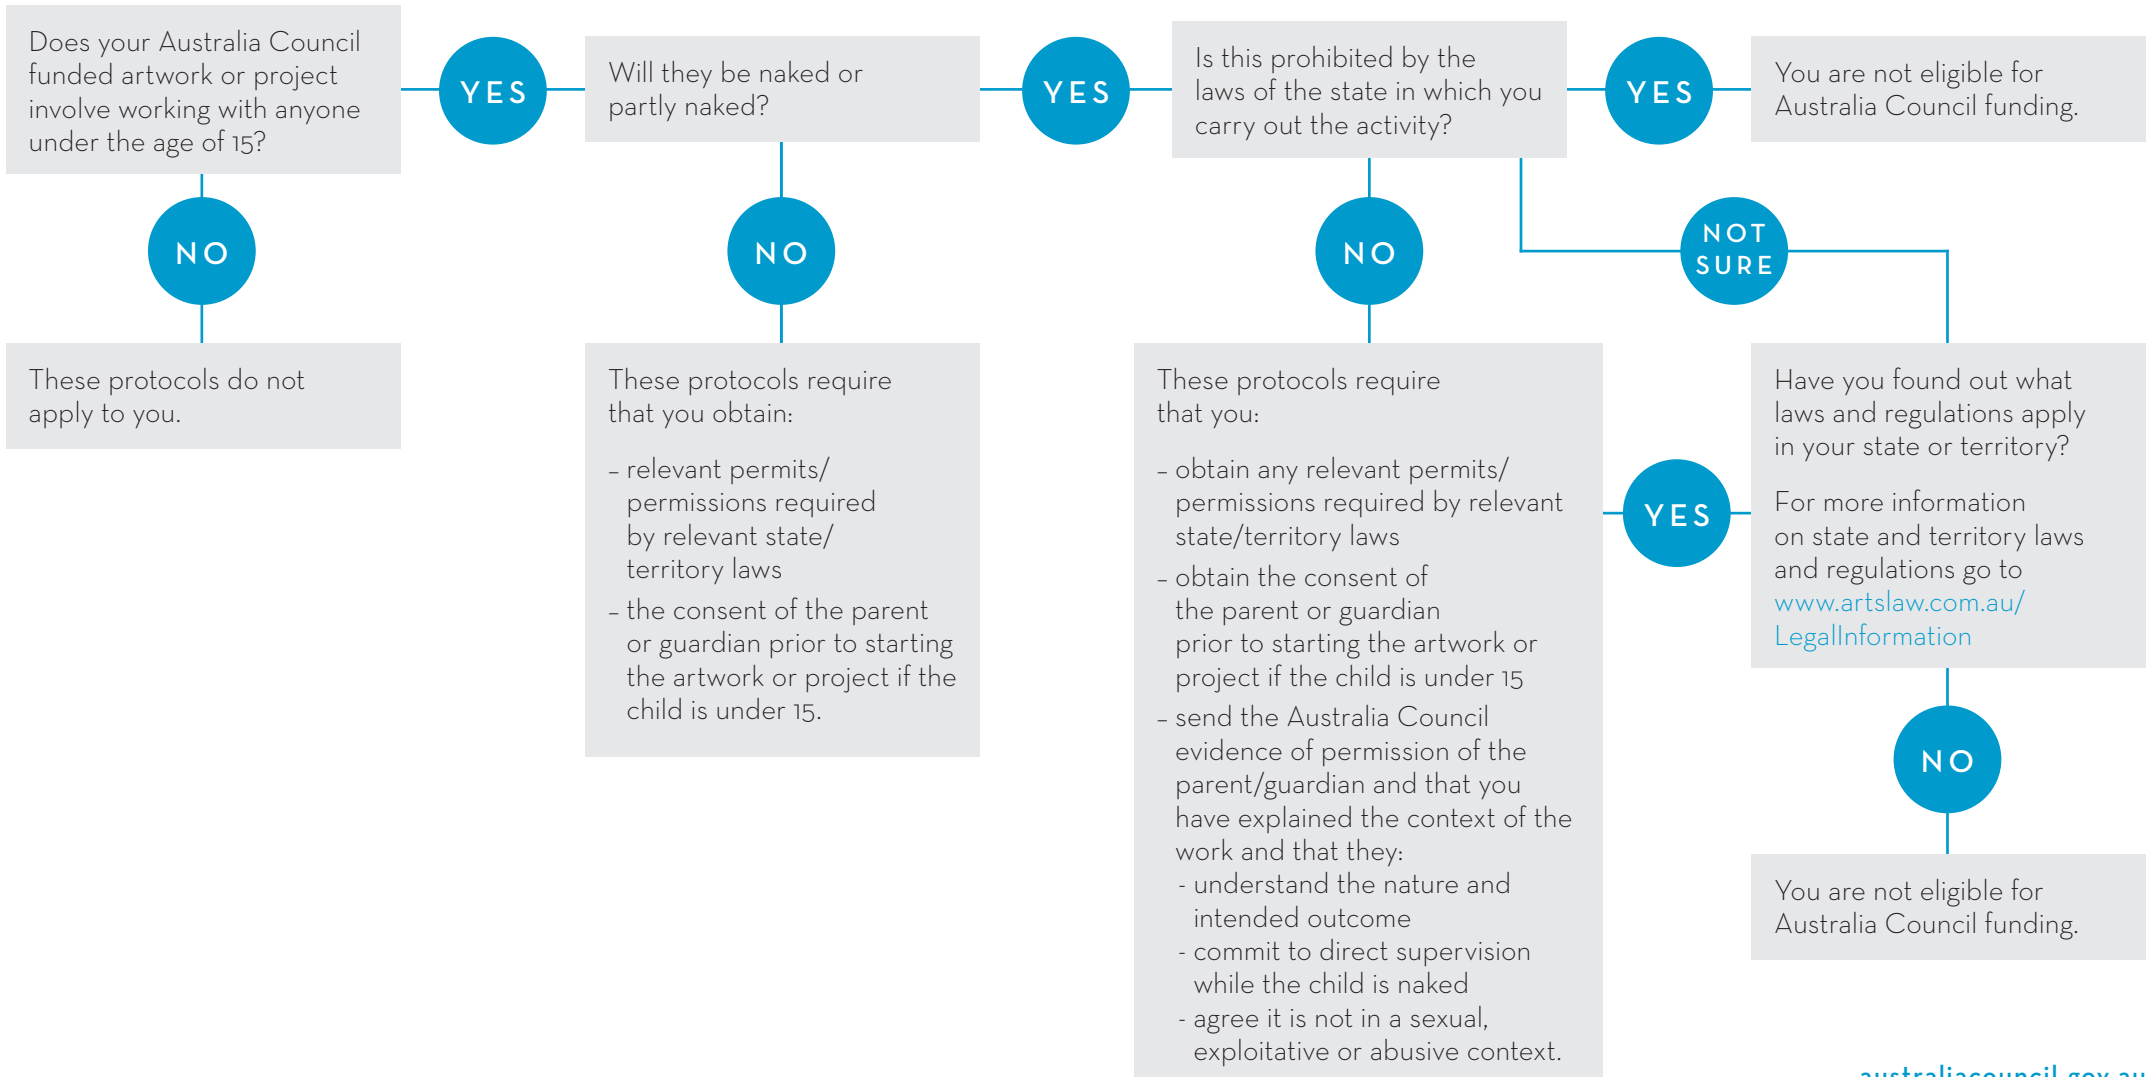 Does your Australia Council
funded artwork or project
involve working with anyone
under the age of 15?
YES
Will they be naked or
partly naked?
YES
Is this prohibited by the
laws of the state in which you
carry out the activity?
YES
You are not eligible for
Australia Council funding.
NO
NO
NO
NOT
SURE
These protocols do not
apply to you.
These protocols require
that you obtain:
– relevant permits/
permissions required
by relevant state/
territory laws
– the consent of the parent
or guardian prior to starting
the artwork or project if the
child is under 15.
These protocols require
that you:
– obtain any relevant permits/
permissions required by relevant
state/territory laws
– obtain the consent of
the parent or guardian
prior to starting the artwork or
project if the child is under 15
– send the Australia Council
evidence of permission of the
parent/guardian and that you
have explained the context of the
work and that they:
- understand the nature and
intended outcome
- commit to direct supervision
while the child is naked
- agree it is not in a sexual,
exploitative or abusive context.
YES
Have you found out what
laws and regulations apply
in your state or territory?
For more information
on state and territory laws
and regulations go to
www.artslaw.com.au/
LegalInformation
NO
You are not eligible for
Australia Council funding.
australiacouncil.gov.au